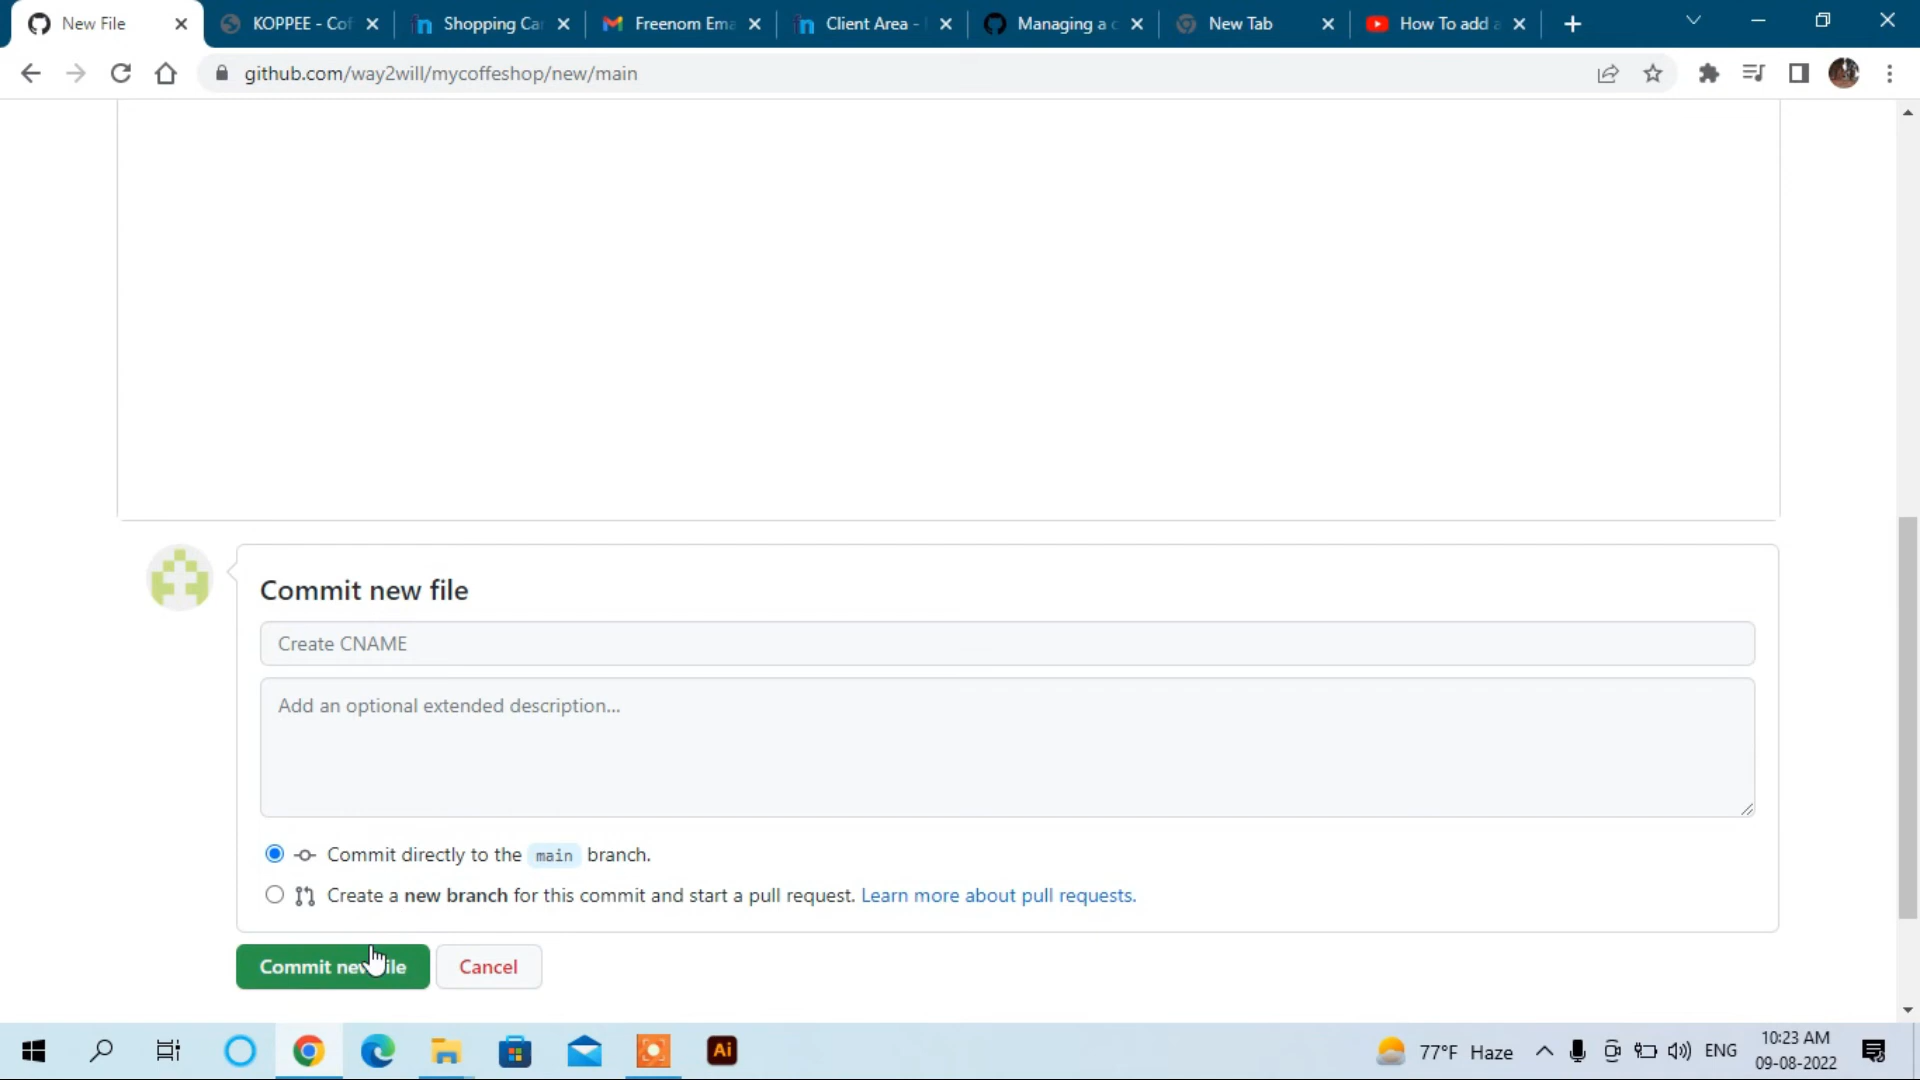 New File
KOPPEE - Cof
Shopping Car
Freenom Ema
Client Area -
Managing a c
New Tab
How To add a
github.com/way2will/mycoffeshop/new/main
Commit new file
Create CNAME
Add an optional extended description...
Commit directly to the main branch.
Create a new branch for this commit and start a pull request. Learn more about pull requests.
Commit new file
Cancel
Ai
77°F Haze
ENG
10:23 AM
09-08-2022